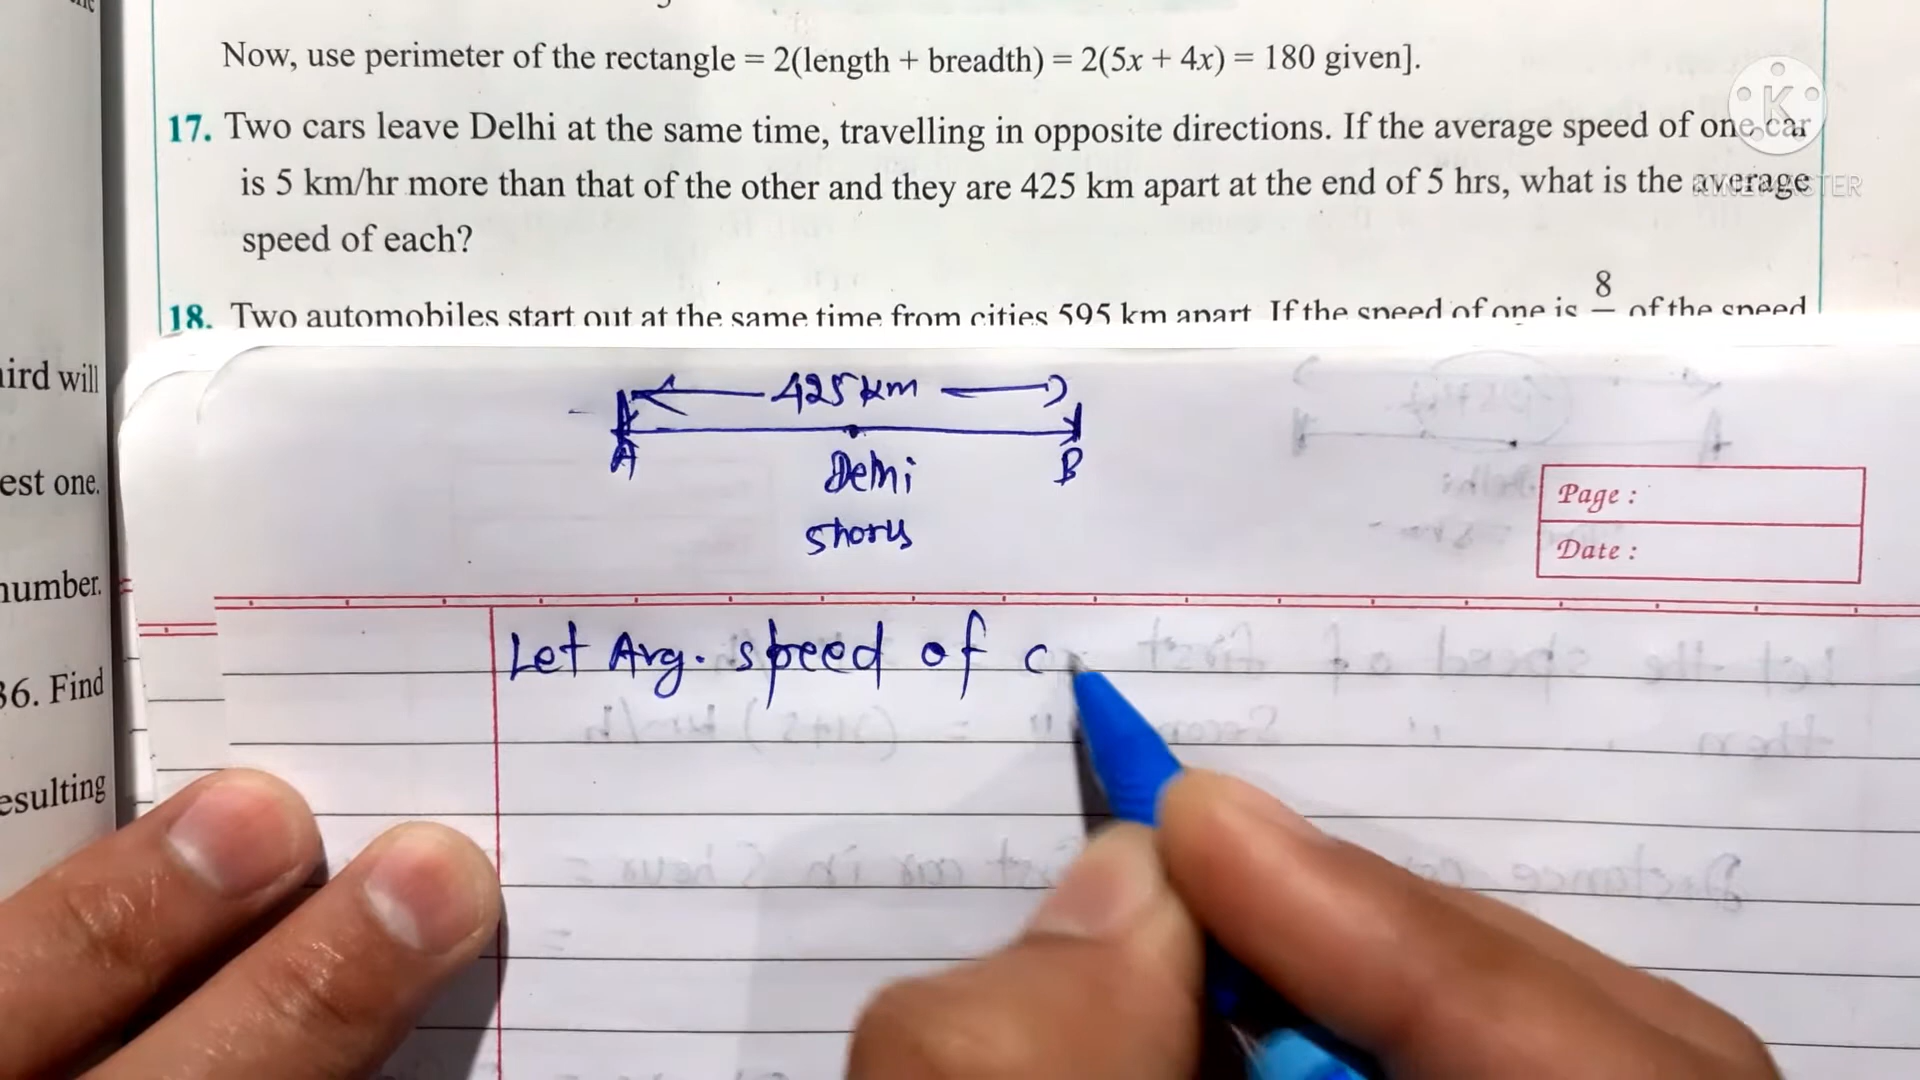 Now, use perimeter of the rectangle = 2(length + breadth) = 2(5x + 4x) = 180 given].
17. Two cars leave Delhi at the same time, travelling in opposite directions. If the average speed of one car
is 5 km/hr more than that of the other and they are 425 km apart at the end of 5 hrs, what is the average
speed of each?
18. Two automobiles start out at the same time from cities 595 km apart. If the speed of one is 8 of the speed
hird will
est one.
number.
36. Find
esulting
425 km
A Delhi B
5hours
Page :
Date :
Let Avg. speed of
K